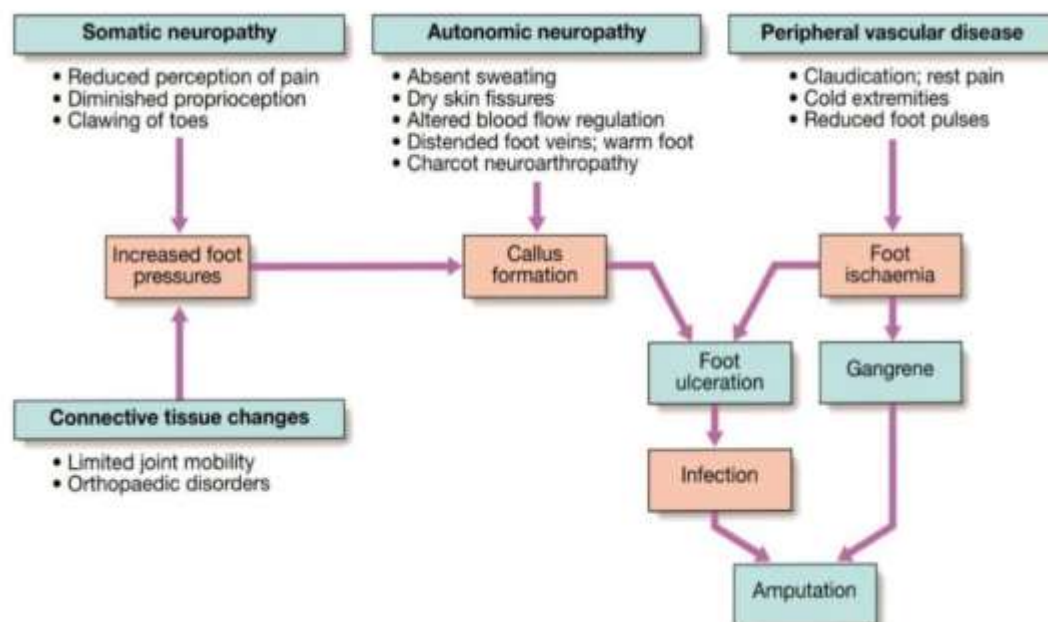 Somatic neuropathy
• Reduced perception of pain
• Diminished proprioception
• Clawing of toes
Autonomic neuropathy
• Absent sweating
• Dry skin fissures
• Altered blood flow regulation
• Distended foot veins; warm foot
• Charcot neuroarthropathy
Peripheral vascular disease
• Claudication; rest pain
• Cold extremities
• Reduced foot pulses
Increased foot
pressures
Callus
formation
Foot
ischaemia
Foot
ulceration
Gangrene
Connective tissue changes
• Limited joint mobility
• Orthopaedic disorders
Infection
Amputation